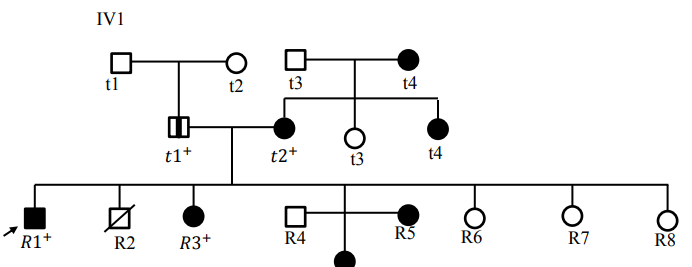 IV1
t1 t2 t3 t4
t1⁺ t2⁺ t3 t4
R1⁺ R2 R3⁺ R4 R5 R6 R7 R8